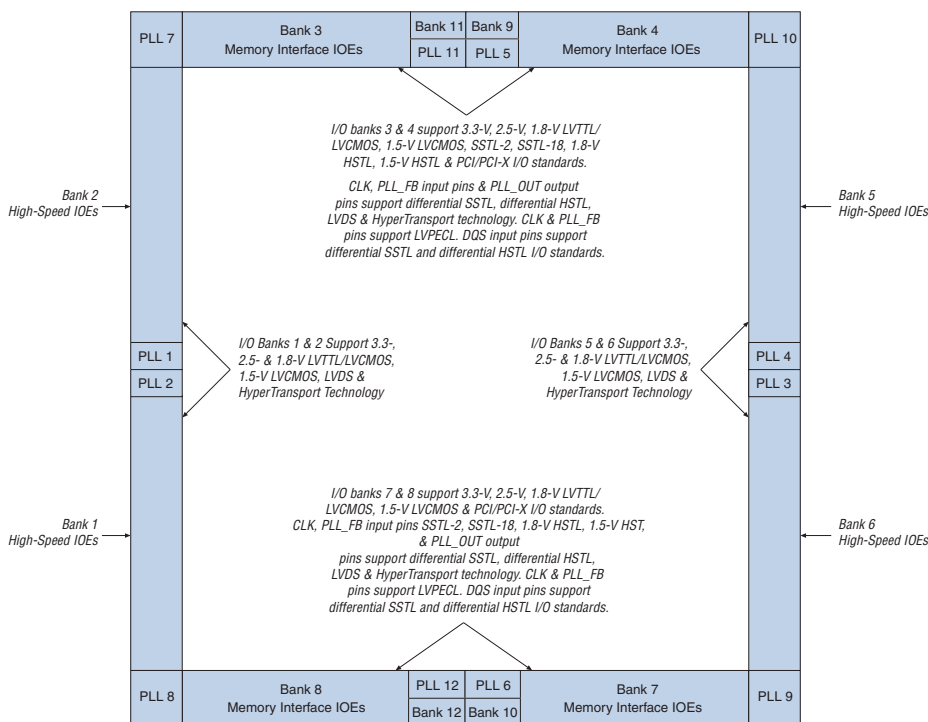 PLL 7
Bank 3
Memory Interface IOEs
Bank 11
Bank 9
PLL 11
PLL 5
Bank 4
Memory Interface IOEs
PLL 10
I/O banks 3 & 4 support 3.3-V, 2.5-V, 1.8-V LVTTL/
LVCMOS, 1.5-V LVCMOS, SSTL-2, SSTL-18, 1.8-V
HSTL, 1.5-V HSTL & PCI/PCI-X I/O standards.
CLK, PLL_FB input pins & PLL_OUT output
pins support differential SSTL, differential HSTL,
LVDS & HyperTransport technology. CLK & PLL_FB
pins support LVPECL. DQS input pins support
differential SSTL and differential HSTL I/O standards.
Bank 2
High-Speed IOEs
Bank 5
High-Speed IOEs
PLL 1
PLL 2
I/O Banks 1 & 2 Support 3.3-,
2.5- & 1.8-V LVTTL/LVCMOS,
1.5-V LVCMOS, LVDS &
HyperTransport Technology
I/O Banks 5 & 6 Support 3.3-,
2.5- & 1.8-V LVTTL/LVCMOS,
1.5-V LVCMOS, LVDS &
HyperTransport Technology
PLL 4
PLL 3
I/O banks 7 & 8 support 3.3-V, 2.5-V, 1.8-V LVTTL/
LVCMOS, 1.5-V LVCMOS & PCI/PCI-X I/O standards.
CLK, PLL_FB input pins SSTL-2, SSTL-18, 1.8-V HSTL, 1.5-V HST,
& PLL_OUT output
pins support differential SSTL, differential HSTL,
LVDS & HyperTransport technology. CLK & PLL_FB
pins support LVPECL. DQS input pins support
differential SSTL and differential HSTL I/O standards.
Bank 1
High-Speed IOEs
Bank 6
High-Speed IOEs
PLL 8
Bank 8
Memory Interface IOEs
PLL 12
PLL 6
Bank 12
Bank 10
Bank 7
Memory Interface IOEs
PLL 9